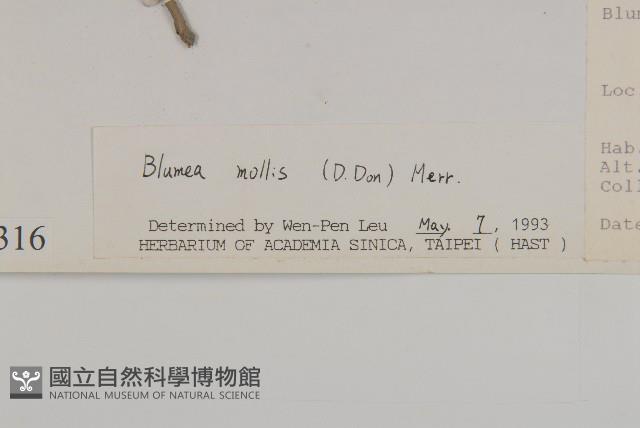 Blumea mollis (D. Don) Merr.
Determined by Wen-Pen Leu May. 7, 1993
HERBARIUM OF ACADEMIA SINICA, TAIPEI ( HAST )
316
Blum
Loc
Hab.
Alt.
Coll
Date
國立自然科學博物館
NATIONAL MUSEUM OF NATURAL SCIENCE